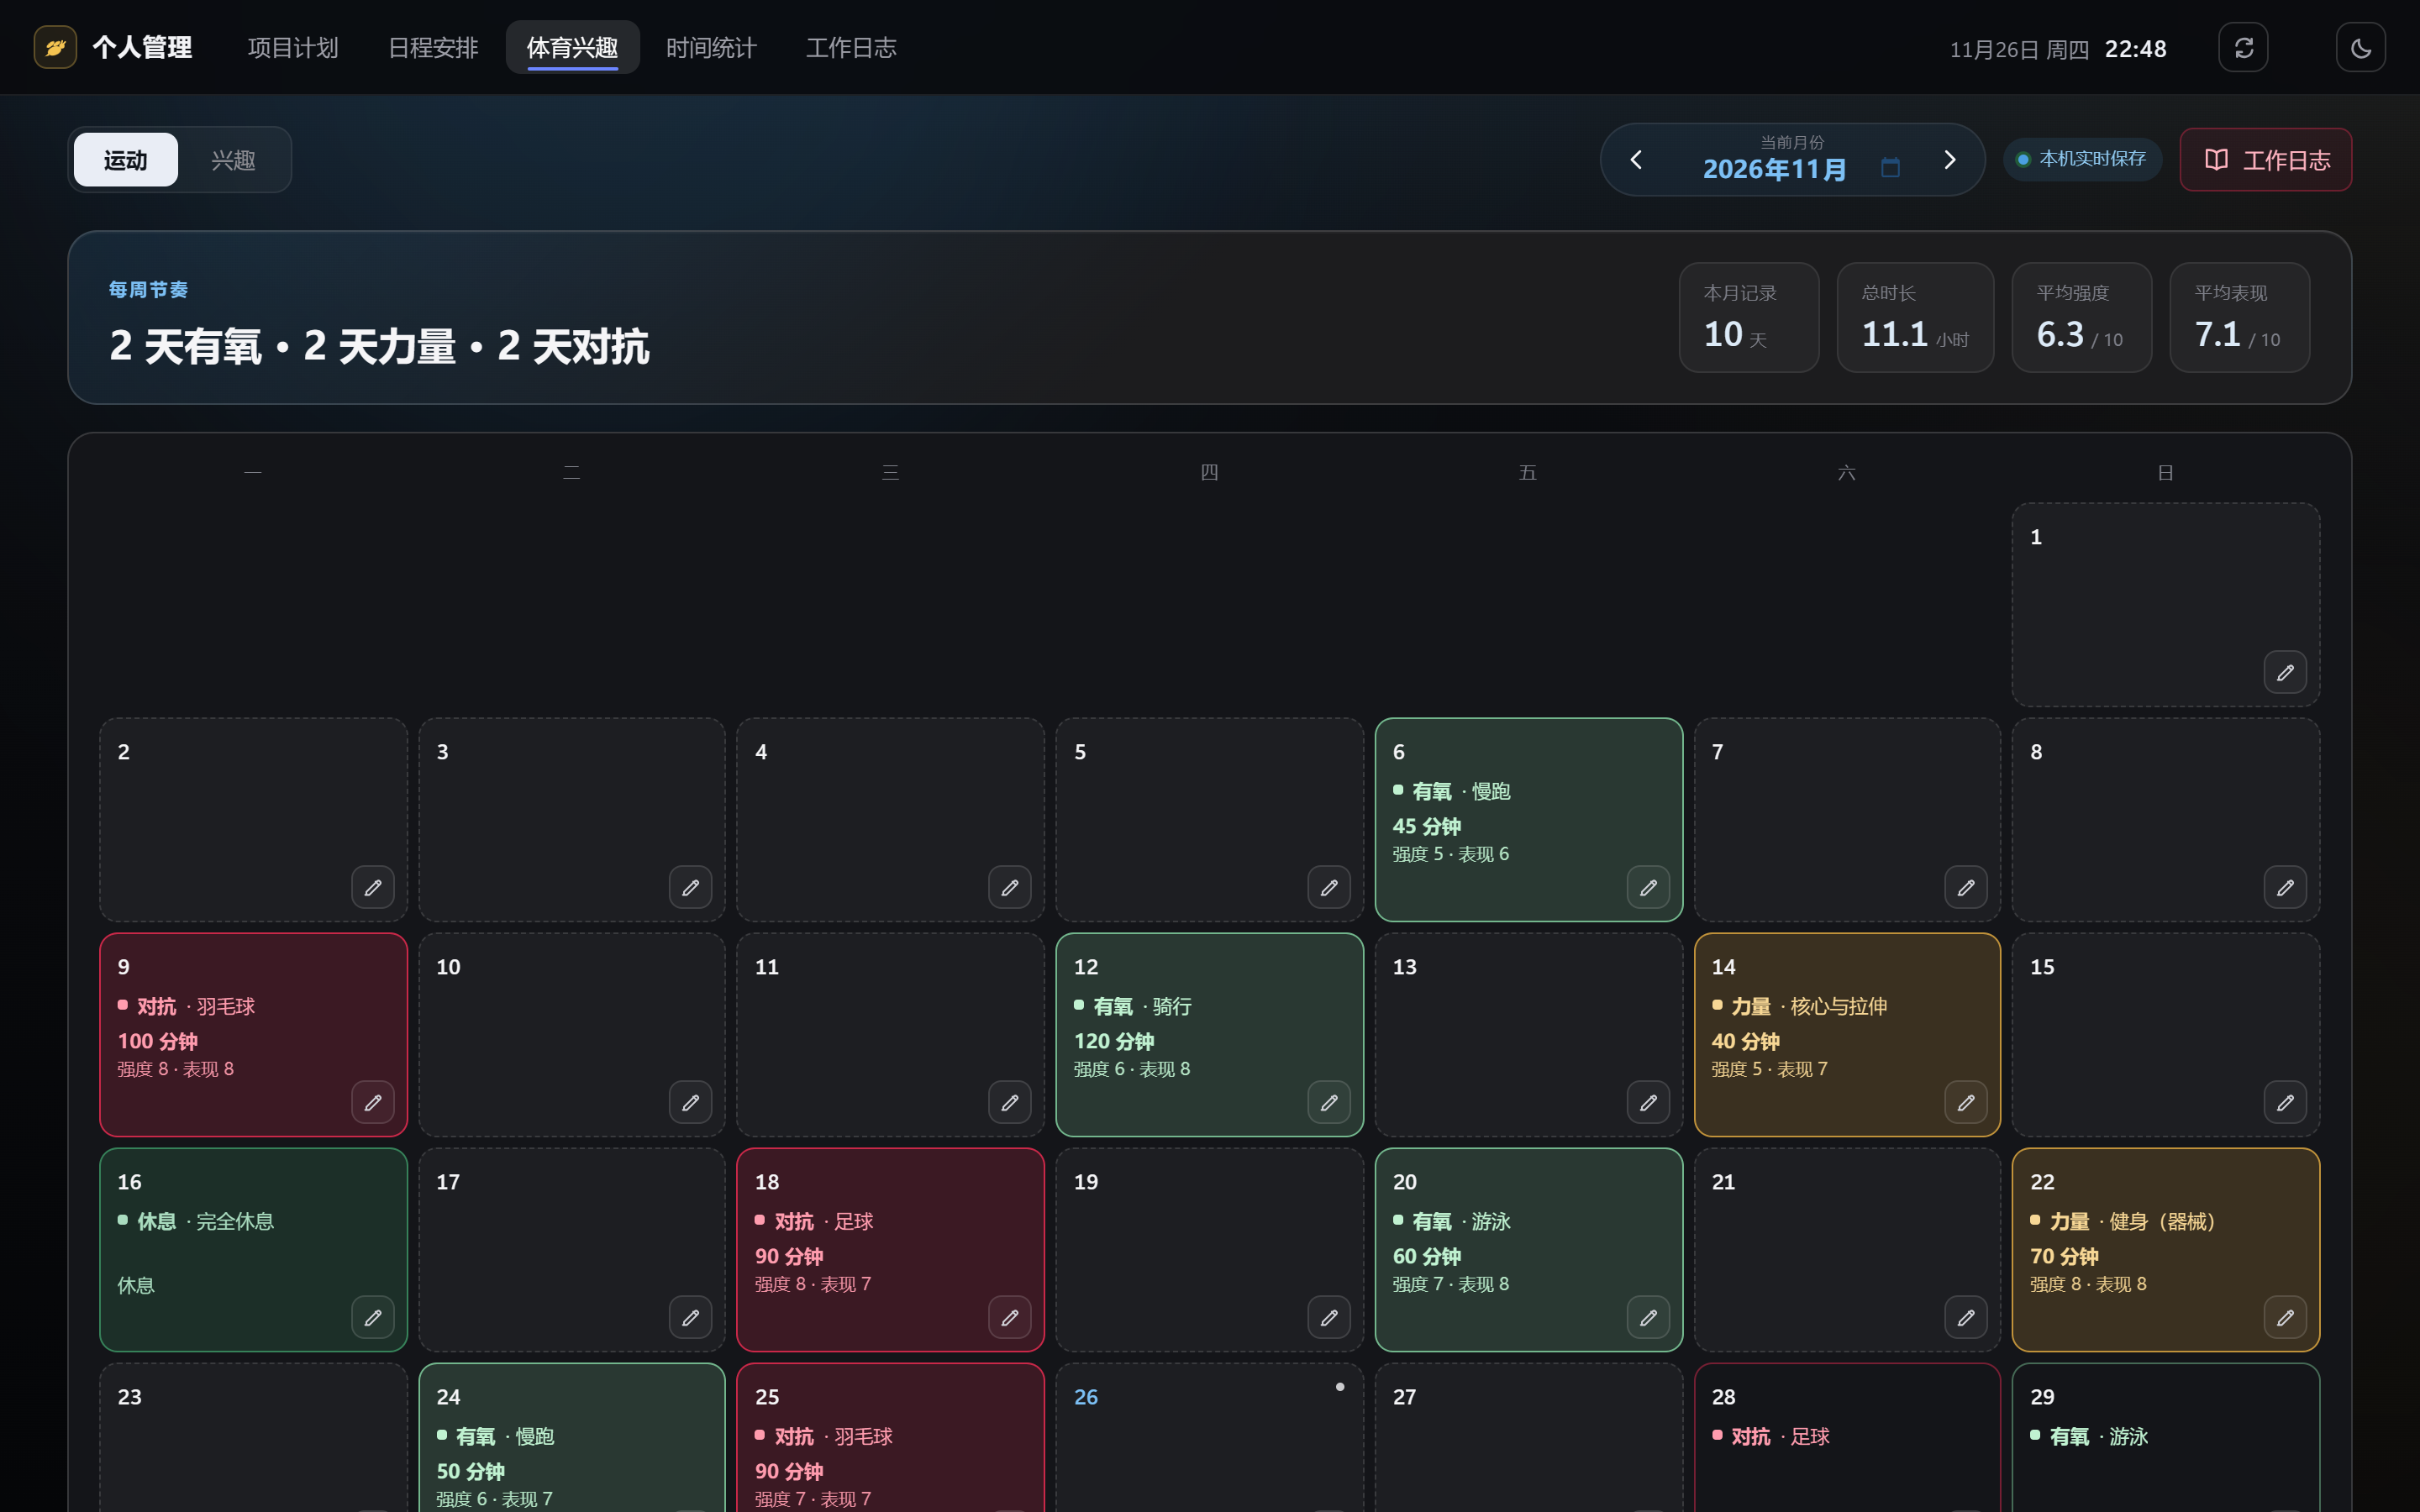 个人管理
项目计划
日程安排
体育兴趣
时间统计
工作日志
11月26日 周四 22:48
运动
兴趣
当前月份
2026年11月
本机实时保存
工作日志
每周节奏
2 天有氧 • 2 天力量 • 2 天对抗
本月记录
10 天
总时长
11.1 小时
平均强度
6.3 / 10
平均表现
7.1 / 10
一 二 三 四 五 六 日
1
2
3
4
5
6
有氧 · 慢跑
45 分钟
强度 5 · 表现 6
7
8
9
对抗 · 羽毛球
100 分钟
强度 8 · 表现 8
10
11
12
有氧 · 骑行
120 分钟
强度 6 · 表现 8
13
14
力量 · 核心与拉伸
40 分钟
强度 5 · 表现 7
15
16
休息 · 完全休息
休息
17
18
对抗 · 足球
90 分钟
强度 8 · 表现 7
19
20
有氧 · 游泳
60 分钟
强度 7 · 表现 8
21
22
力量 · 健身（器械）
70 分钟
强度 8 · 表现 8
23
24
有氧 · 慢跑
50 分钟
强度 6 · 表现 7
25
对抗 · 羽毛球
90 分钟
强度 7 · 表现 7
26
27
28
对抗 · 足球
29
有氧 · 游泳